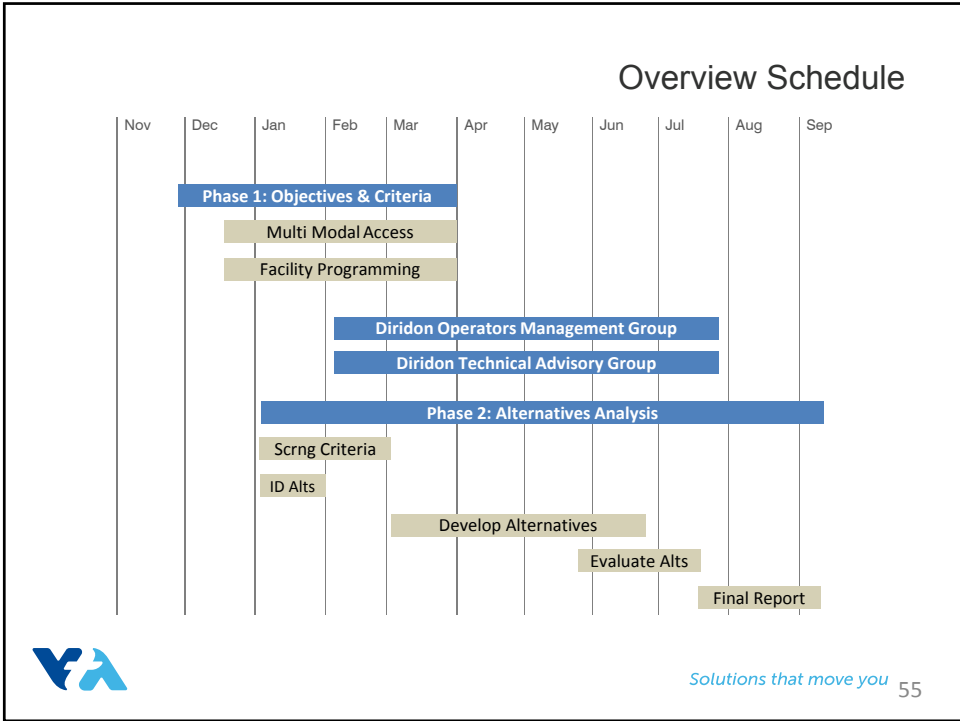 Overview Schedule
Nov Dec Jan Feb Mar Apr May Jun Jul Aug Sep
Phase 1: Objectives & Criteria
Multi Modal Access
Facility Programming
Diridon Operators Management Group
Diridon Technical Advisory Group
Phase 2: Alternatives Analysis
Scrng Criteria
ID Alts
Develop Alternatives
Evaluate Alts
Final Report
VTA
Solutions that move you 55